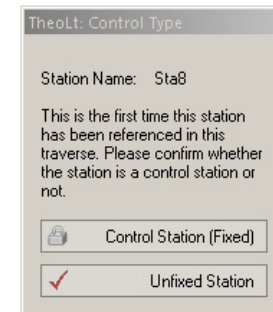 TheoLt: Control Type
Station Name: Sta8
This is the first time this station
has been referenced in this
traverse. Please confirm whether
the station is a control station or
not.
Control Station (Fixed)
Unfixed Station